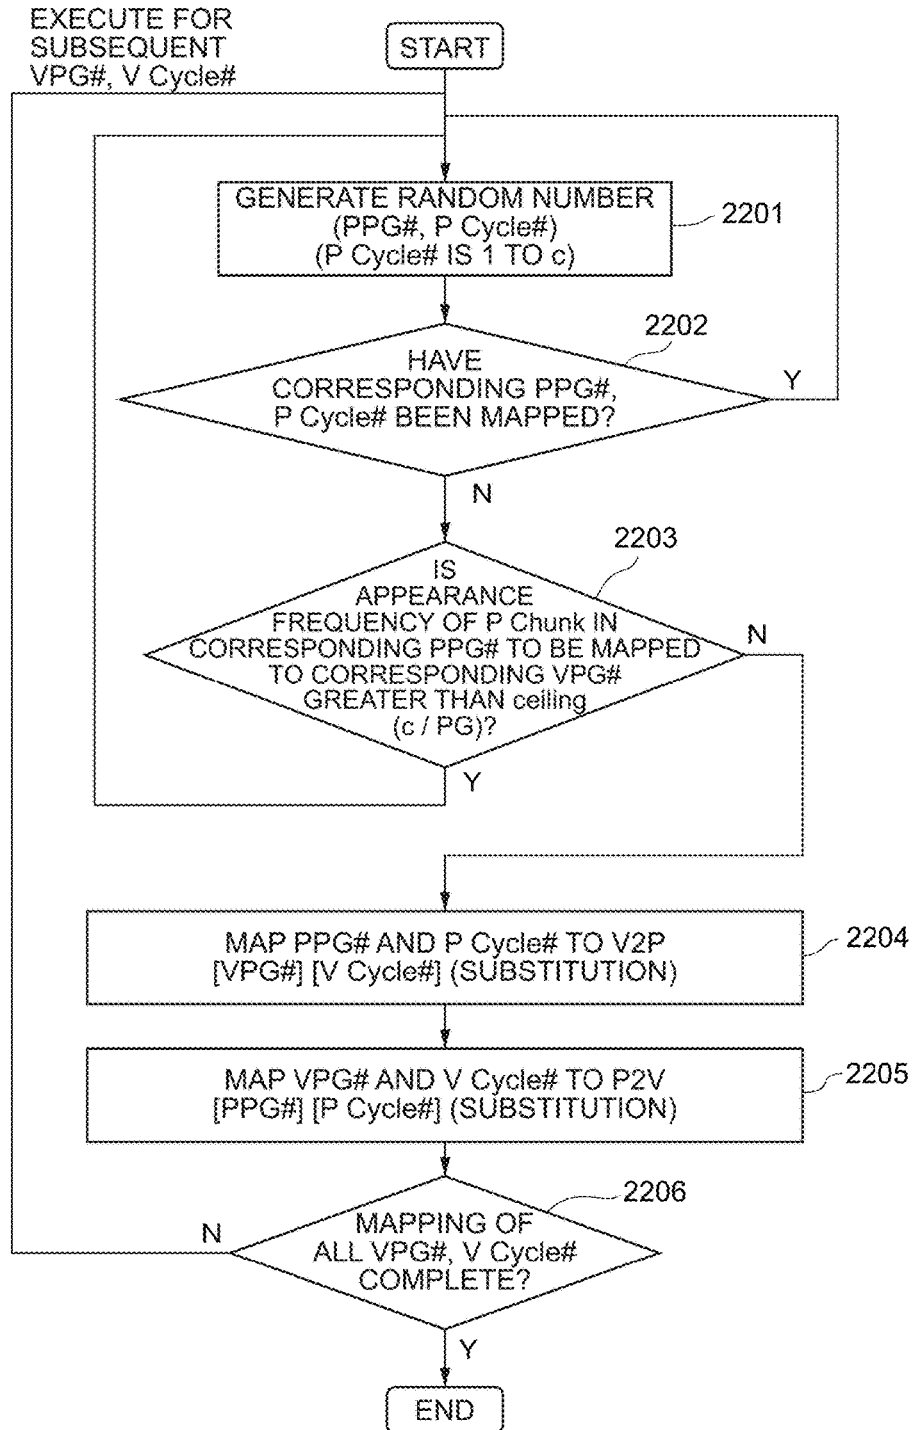 EXECUTE FOR
SUBSEQUENT
VPG#, V Cycle#
START
GENERATE RANDOM NUMBER
(PPG#, P Cycle#)
(P Cycle# IS 1 TO c)
2201
2202
HAVE
CORRESPONDING PPG#,
P Cycle# BEEN MAPPED?
Y
N
2203
IS
APPEARANCE
FREQUENCY OF P Chunk IN
CORRESPONDING PPG# TO BE MAPPED
TO CORRESPONDING VPG#
GREATER THAN ceiling
(c / PG)?
N
Y
MAP PPG# AND P Cycle# TO V2P
[VPG#] [V Cycle#] (SUBSTITUTION)
2204
MAP VPG# AND V Cycle# TO P2V
[PPG#] [P Cycle#] (SUBSTITUTION)
2205
2206
N
MAPPING OF
ALL VPG#, V Cycle#
COMPLETE?
Y
END